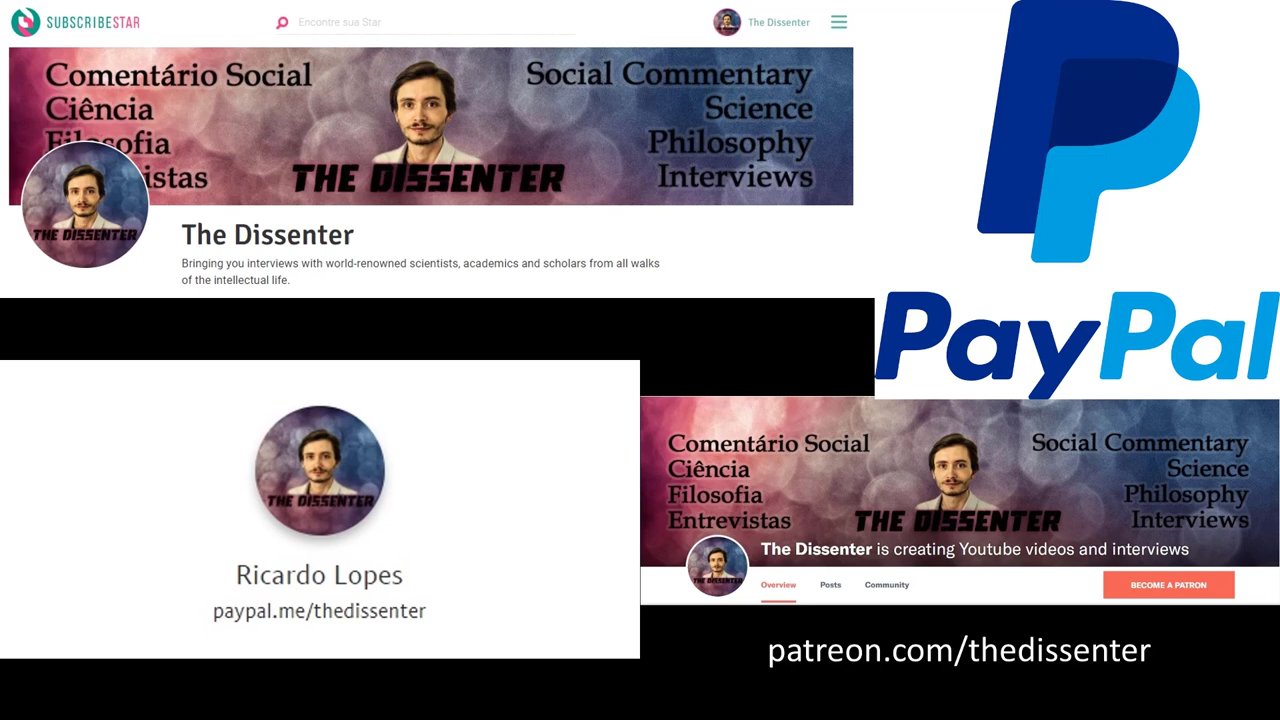 SUBSCRIBESTAR
Encontre sua Star
The Dissenter
Comentário Social
Ciência
Filosofia
istas
Social Commentary
Science
Philosophy
Interviews
THE DISSENTER
THE DISSENTER
The Dissenter
Bringing you interviews with world-renowned scientists, academics and scholars from all walks
of the intellectual life.
PayPal
THE DISSENTER
Ricardo Lopes
paypal.me/thedissenter
Comentário Social
Ciência
Filosofia
Entrevistas
Social Commentary
Science
Philosophy
Interviews
THE DISSENTER
THE DISSENTER
The Dissenter is creating Youtube videos and interviews
Overview
Posts
Community
BECOME A PATRON
patreon.com/thedissenter